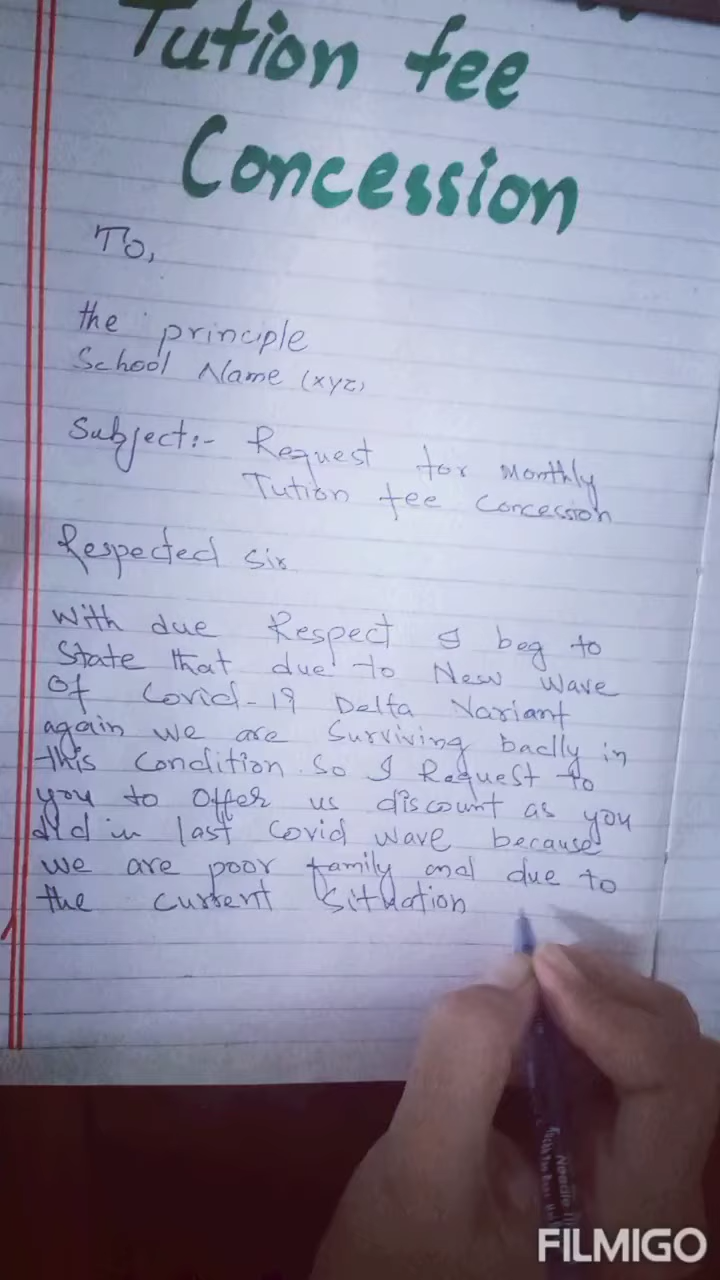 Tution fee
Concession
To,
the principle
School Name (xyz)
Subject:- Request for Monthly
Tution fee Concession
Respected Sir
With due Respect I beg to
State that due to New Wave
Of Covid-19 Delta Variant
again we are Surviving badly in
this Condition. So I Request to
you to Offer us discount as you
did in last Covid wave because
we are poor family and due to
the current Situation
FILMIGO